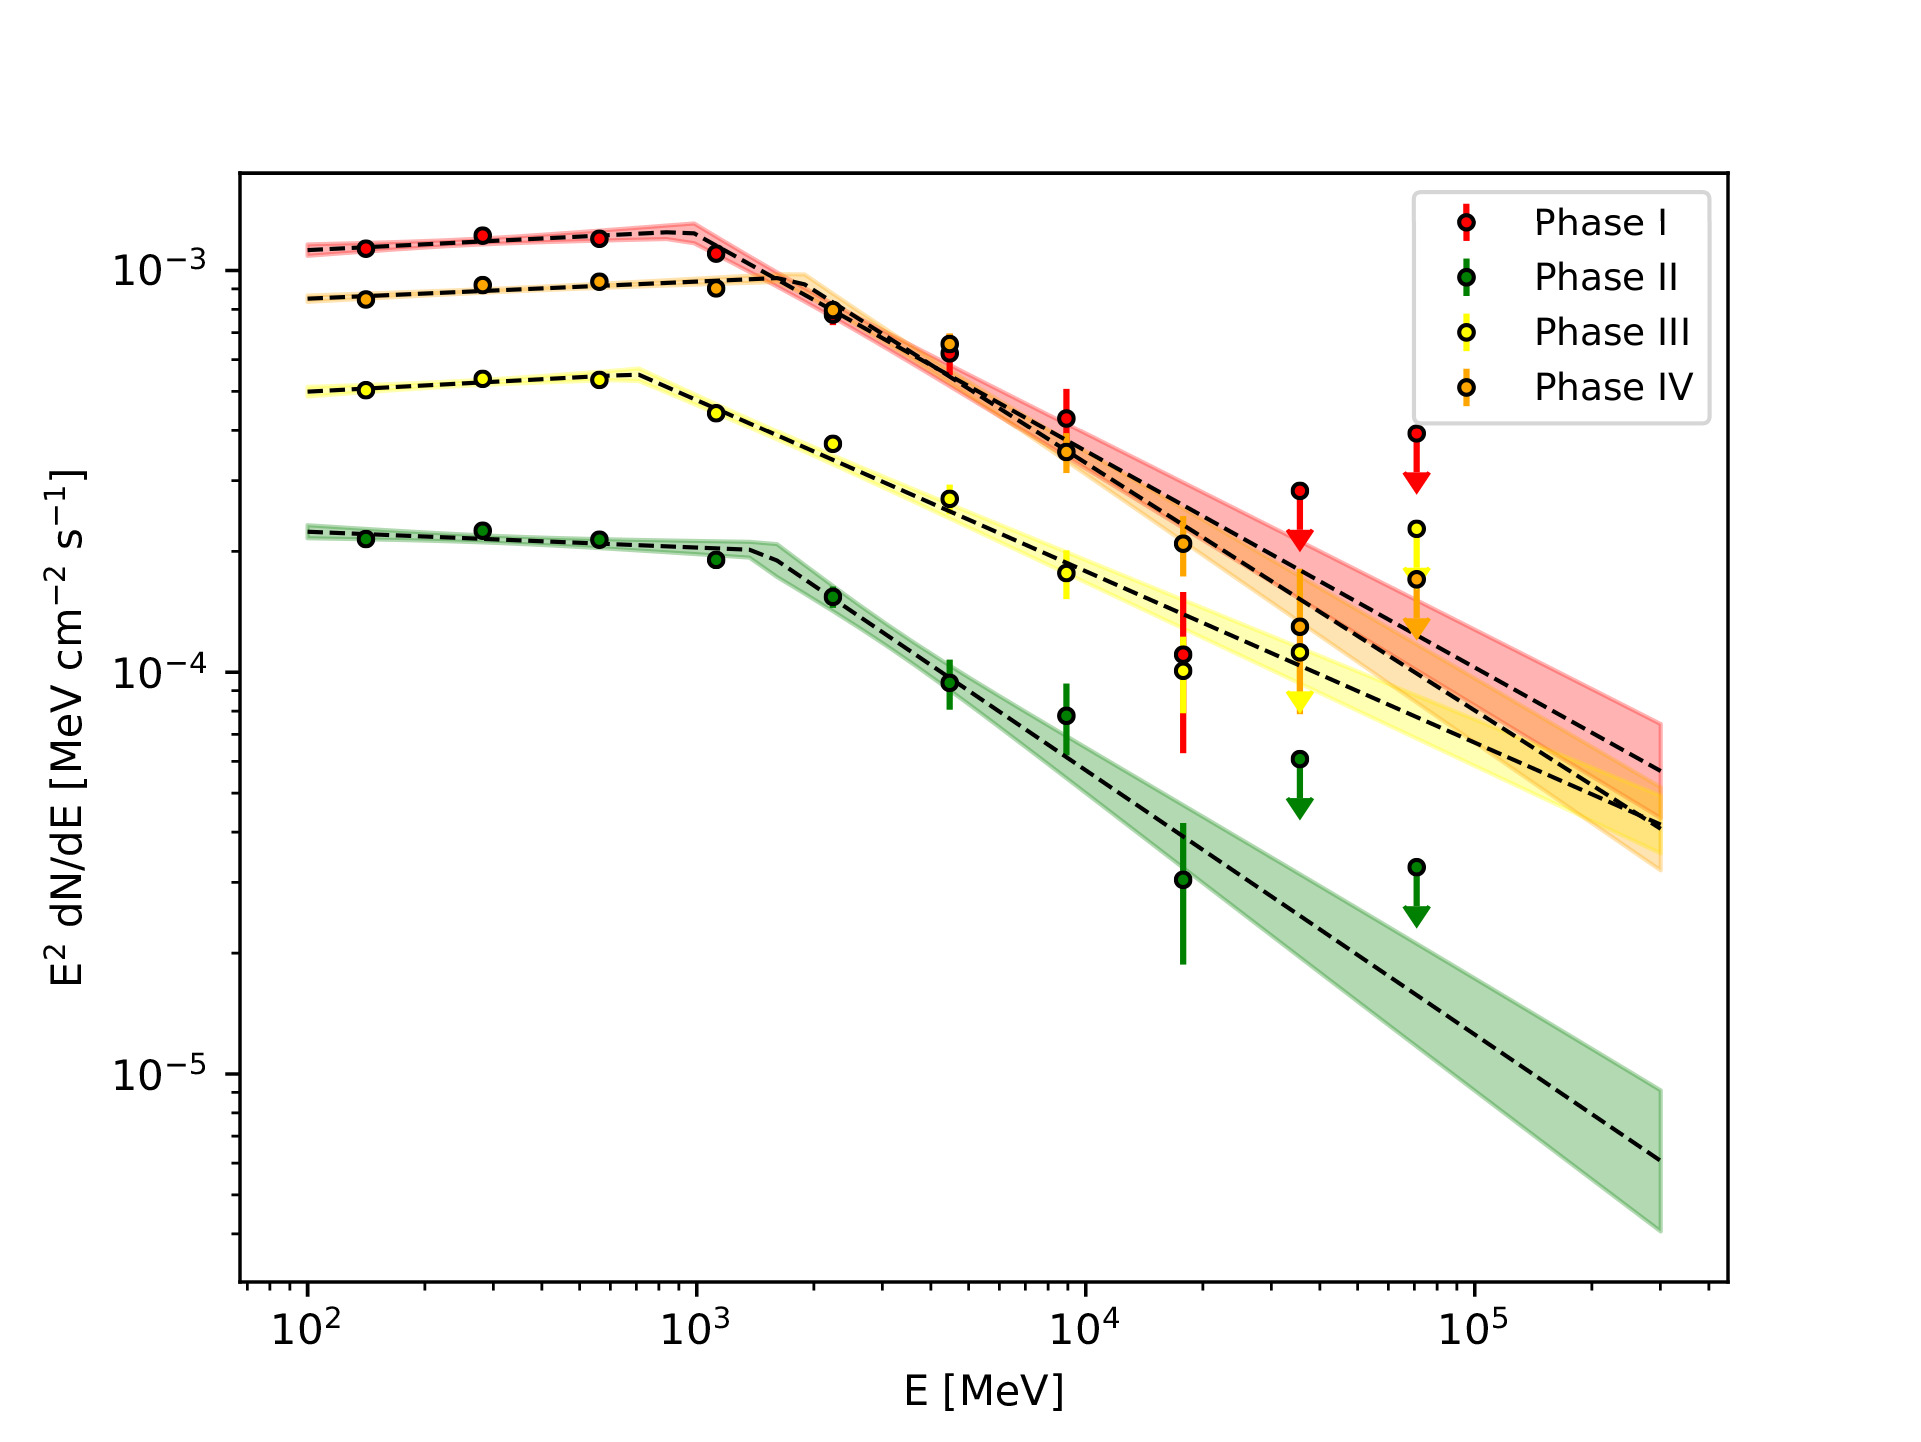 Phase I
Phase II
Phase III
Phase IV
10⁻³
10⁻⁴
10⁻⁵
E² dN/dE [MeV cm⁻² s⁻¹]
10² 10³ 10⁴ 10⁵
E [MeV]